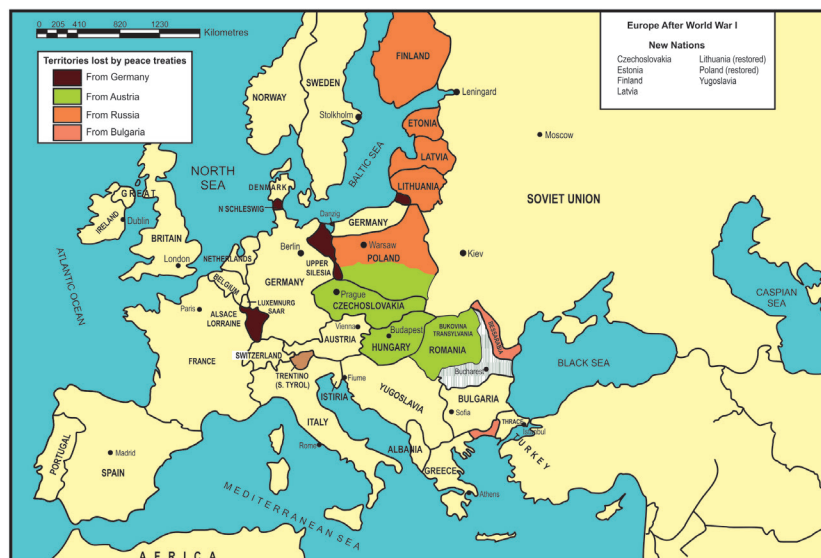 0 205 410 820 1230
Kilometres
Territories lost by peace treaties
From Germany
From Austria
From Russia
From Bulgaria
Europe After World War I
New Nations
Czechoslovakia Lithuania (restored)
Estonia Poland (restored)
Finland Yugoslavia
Latvia
FINLAND
SWEDEN
NORWAY
Leningard
Stolkholm
ETONIA
Moscow
BALTIC SEA
LATVIA
NORTH
SEA
LITHUANIA
DENMARK
SOVIET UNION
GREAT
IRELAND
N SCHLESWIG
Dublin
Danzig
GERMANY
BRITAIN
Berlin
Warsaw
Kiev
ATLANTIC OCEAN
London
NETHERLANDS
UPPER
SILESIA
POLAND
BELGIUM
GERMANY
Prague
CASPIAN
SEA
LUXEMNURG
SAAR
CZECHOSLOVAKIA
Paris
ALSACE
LORRAINE
Vienna
AUSTRIA
Budapest
BUKOVINA
TRANSYLVANIA
BESSARABIA
HUNGARY
ROMANIA
FRANCE
SWITZERLAND
BLACK SEA
Bucharest
TRENTINO
(S. TYROL)
Fiume
ISTIRIA
YUGOSLAVIA
BULGARIA
Sofia
ITALY
THRACE
Istanbul
PORTUGAL
Madrid
Rome
ALBANIA
TURKEY
SPAIN
GREECE
Athens
MEDITERRANEAN SEA
AFRICA